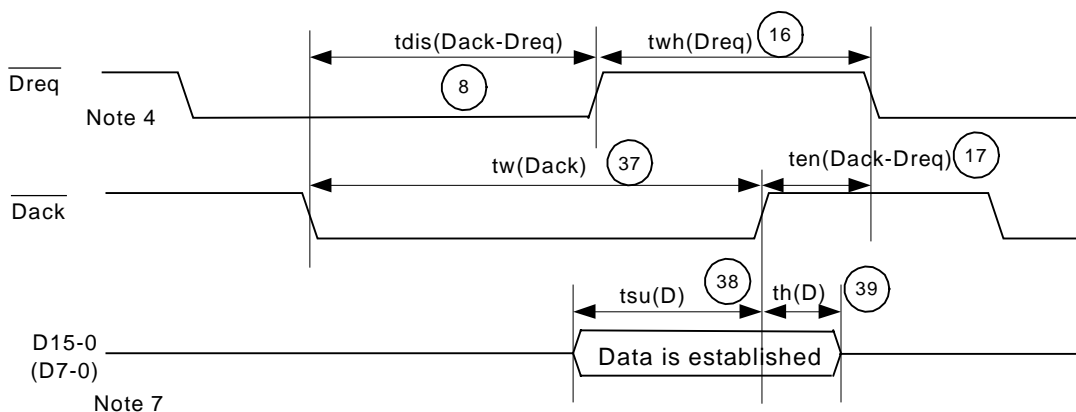 tdis(Dack-Dreq)
twh(Dreq)
16
Dreq
8
Note 4
tw(Dack)
37
ten(Dack-Dreq)
17
Dack
tsu(D)
38
th(D)
39
D15-0
(D7-0)
Data is established
Note 7